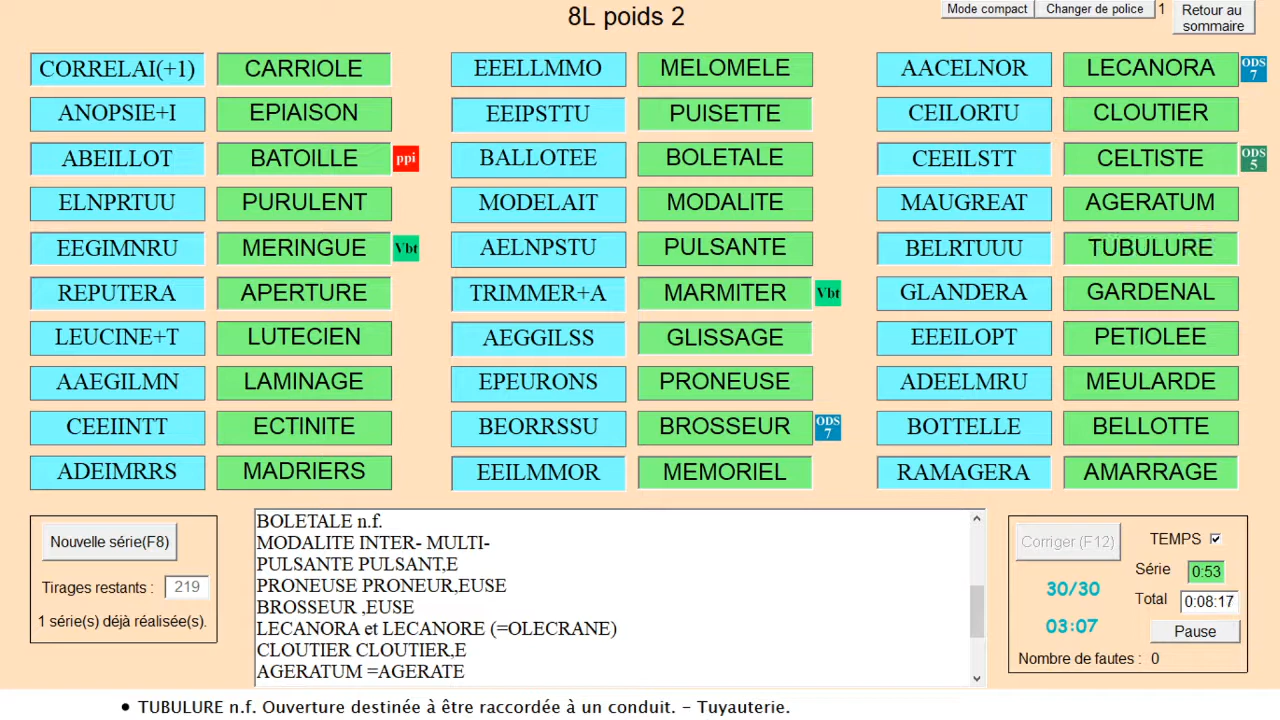 8L poids 2
Mode compact Changer de police 1 Retour au sommaire
CORRELAI(+1) CARRIOLE EEELLMMO MELOMELE AACELNOR LECANORA ODS 7
ANOPSIE+I EPIAISON EEIPSTTU PUISETTE CEILORTU CLOUTIER
ABEILLOT BATOILLE ppi BALLOTEE BOLETALE CEEILSTT CELTISTE ODS 5
ELNPRTUU PURULENT MODELAIT MODALITE MAUGREAT AGERATUM
EEGIMNRU MERINGUE Vbt AELNPSTU PULSANTE BELRTUUU TUBULURE
REPUTERA APERTURE TRIMMER+A MARMITER Vbt GLANDERA GARDENAL
LEUCINE+T LUTECIEN AEGGILSS GLISSAGE EEEILOPT PETIOLEE
AAEGILMN LAMINAGE EPEURONS PRONEUSE ADEELMRU MEULARDE
CEEIINTT ECTINITE BEORRSSU BROSSEUR ODS 7 BOTTELLE BELLOTTE
ADEIMRRS MADRIERS EEILMMOR MEMORIEL RAMAGERA AMARRAGE
Nouvelle série(F8)
Tirages restants : 219
1 série(s) déjà réalisée(s).
BOLETALE n.f.
MODALITE INTER- MULTI-
PULSANTE PULSANT,E
PRONEUSE PRONEUR,EUSE
BROSSEUR ,EUSE
LECANORA et LECANORE (=OLECRANE)
CLOUTIER CLOUTIER,E
AGERATUM =AGERATE
Corriger (F12) TEMPS
Série 0:53
30/30
Total 0:08:17
03:07
Pause
Nombre de fautes : 0
• TUBULURE n.f. Ouverture destinée à être raccordée à un conduit. – Tuyauterie.